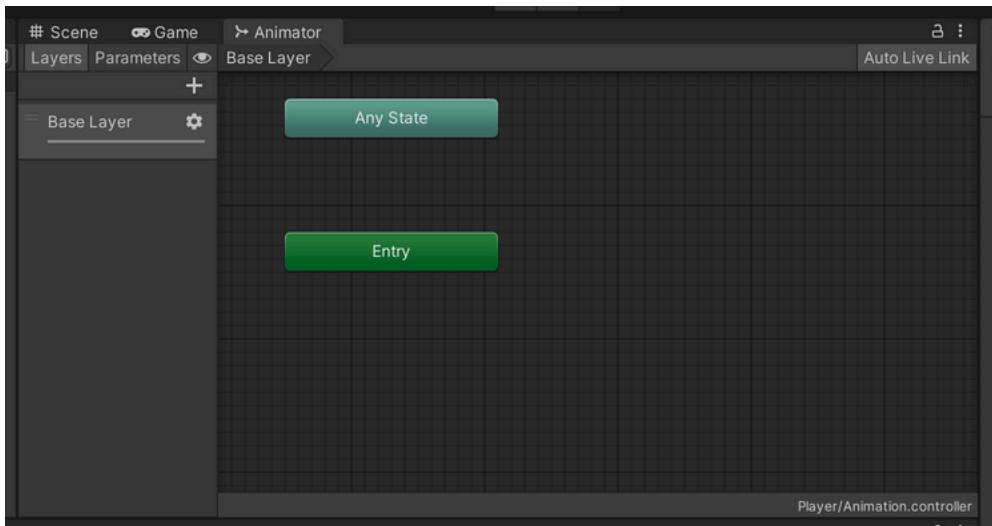 Scene Game Animator
Layers Parameters Base Layer Auto Live Link
Base Layer
Any State
Entry
Player/Animation.controller